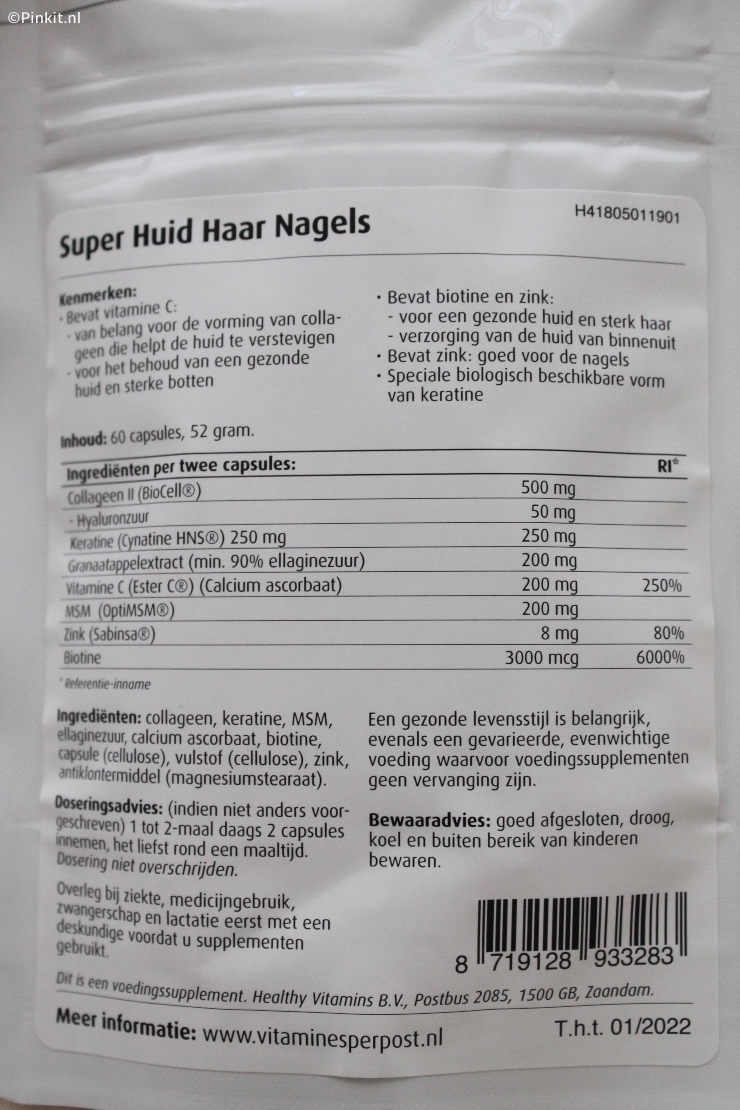 ©Pinkit.nl
Super Huid Haar Nagels
H41805011901
Kenmerken:
· Bevat vitamine C:
- van belang voor de vorming van colla-
geen die helpt de huid te verstevigen
- voor het behoud van een gezonde
huid en sterke botten
· Bevat biotine en zink:
- voor een gezonde huid en sterk haar
- verzorging van de huid van binnenuit
· Bevat zink: goed voor de nagels
· Speciale biologisch beschikbare vorm
van keratine
Inhoud: 60 capsules, 52 gram.
Ingrediënten per twee capsules: RI*
Collageen II (BioCell®) 500 mg
- Hyaluronzuur 50 mg
Keratine (Cynatine HNS®) 250 mg 250 mg
Granaatappelextract (min. 90% ellaginezuur) 200 mg
Vitamine C (Ester C®) (Calcium ascorbaat) 200 mg 250%
MSM (OptiMSM®) 200 mg
Zink (Sabinsa®) 8 mg 80%
Biotine 3000 mcg 6000%
*Referentie-inname
Ingrediënten: collageen, keratine, MSM,
ellaginezuur, calcium ascorbaat, biotine,
capsule (cellulose), vulstof (cellulose), zink,
antiklontermiddel (magnesiumstearaat).
Doseringsadvies: (indien niet anders voor-
geschreven) 1 tot 2-maal daags 2 capsules
innemen, het liefst rond een maaltijd.
Dosering niet overschrijden.
Overleg bij ziekte, medicijngebruik,
zwangerschap en lactatie eerst met een
deskundige voordat u supplementen
gebruikt.
Een gezonde levensstijl is belangrijk,
evenals een gevarieerde, evenwichtige
voeding waarvoor voedingssupplementen
geen vervanging zijn.
Bewaaradvies: goed afgesloten, droog,
koel en buiten bereik van kinderen
bewaren.
8 719128 933283
Dit is een voedingssupplement. Healthy Vitamins B.V., Postbus 2085, 1500 GB, Zaandam.
Meer informatie: www.vitaminesperpost.nl
T.h.t. 01/2022